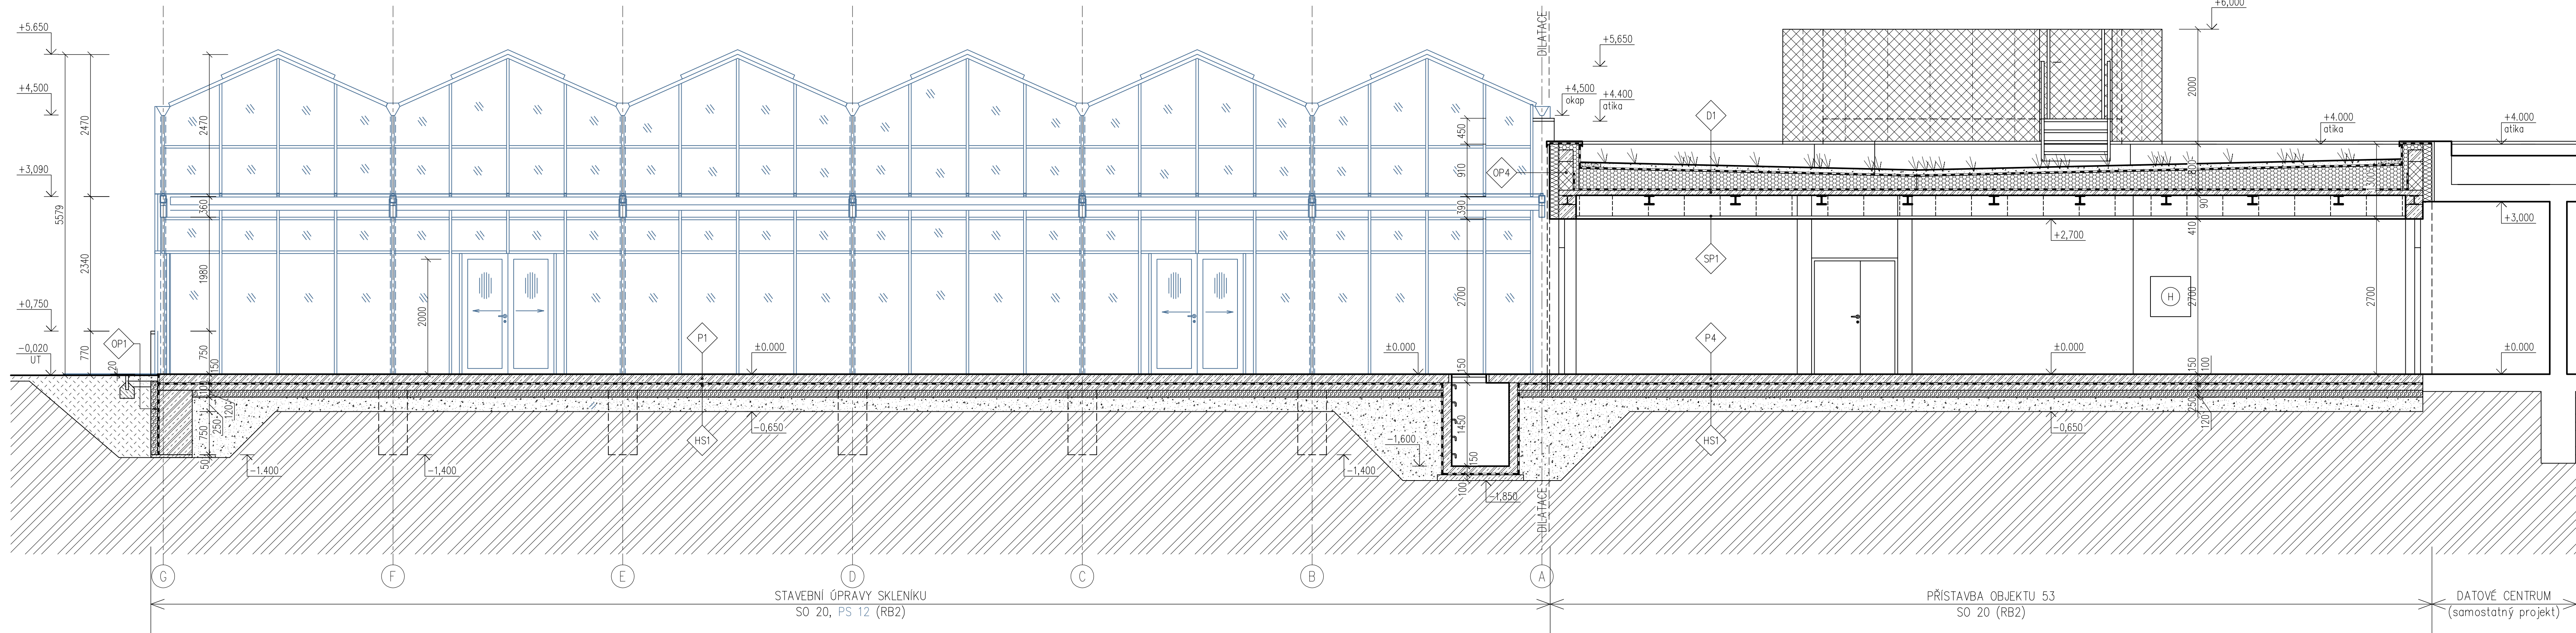 +5.650
+4,500
+3,090
+0,750
-0,020
UT
5579
2470
2340
770
20
2470
360
1980
750
150
750
250
120
50
OP1
-1.400
-1,400
2000
P1
HS1
±0.000
-0,650
-1,400
±0.000
-1,600
1450
150
100
-1,850
DILATACE
DILATACE
450
910
390
2700
150
+4,500
okap
+5,650
+4.400
atika
OP4
D1
SP1
P4
HS1
+6,000
2000
90
410
2700
150
100
250
120
+2,700
H
±0.000
-0,650
+4.000
atika
2700
+4.000
atika
+3,000
±0.000
G
F
E
D
C
B
A
STAVEBNÍ ÚPRAVY SKLENÍKU
SO 20, PS 12 (RB2)
PŘÍSTAVBA OBJEKTU 53
SO 20 (RB2)
DATOVÉ CENTRUM
(samostatný projekt)